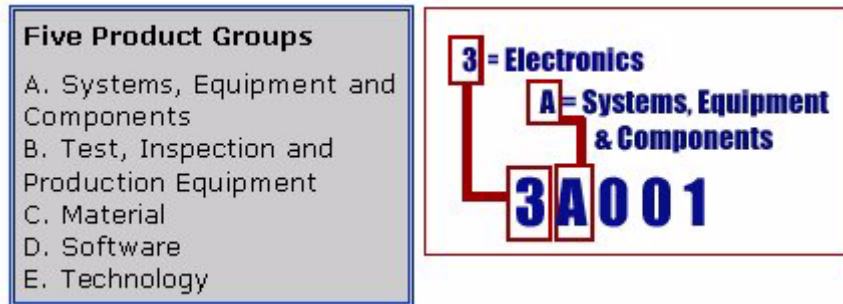 Five Product Groups
A. Systems, Equipment and
Components
B. Test, Inspection and
Production Equipment
C. Material
D. Software
E. Technology
3 = Electronics
A = Systems, Equipment
& Components
3A001